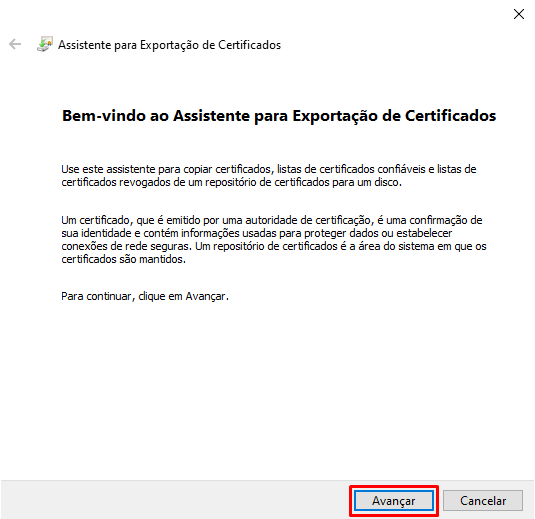 Assistente para Exportação de Certificados
Bem-vindo ao Assistente para Exportação de Certificados
Use este assistente para copiar certificados, listas de certificados confiáveis e listas de
certificados revogados de um repositório de certificados para um disco.
Um certificado, que é emitido por uma autoridade de certificação, é uma confirmação de
sua identidade e contém informações usadas para proteger dados ou estabelecer
conexões de rede seguras. Um repositório de certificados é a área do sistema em que os
certificados são mantidos.
Para continuar, clique em Avançar.
Avançar
Cancelar